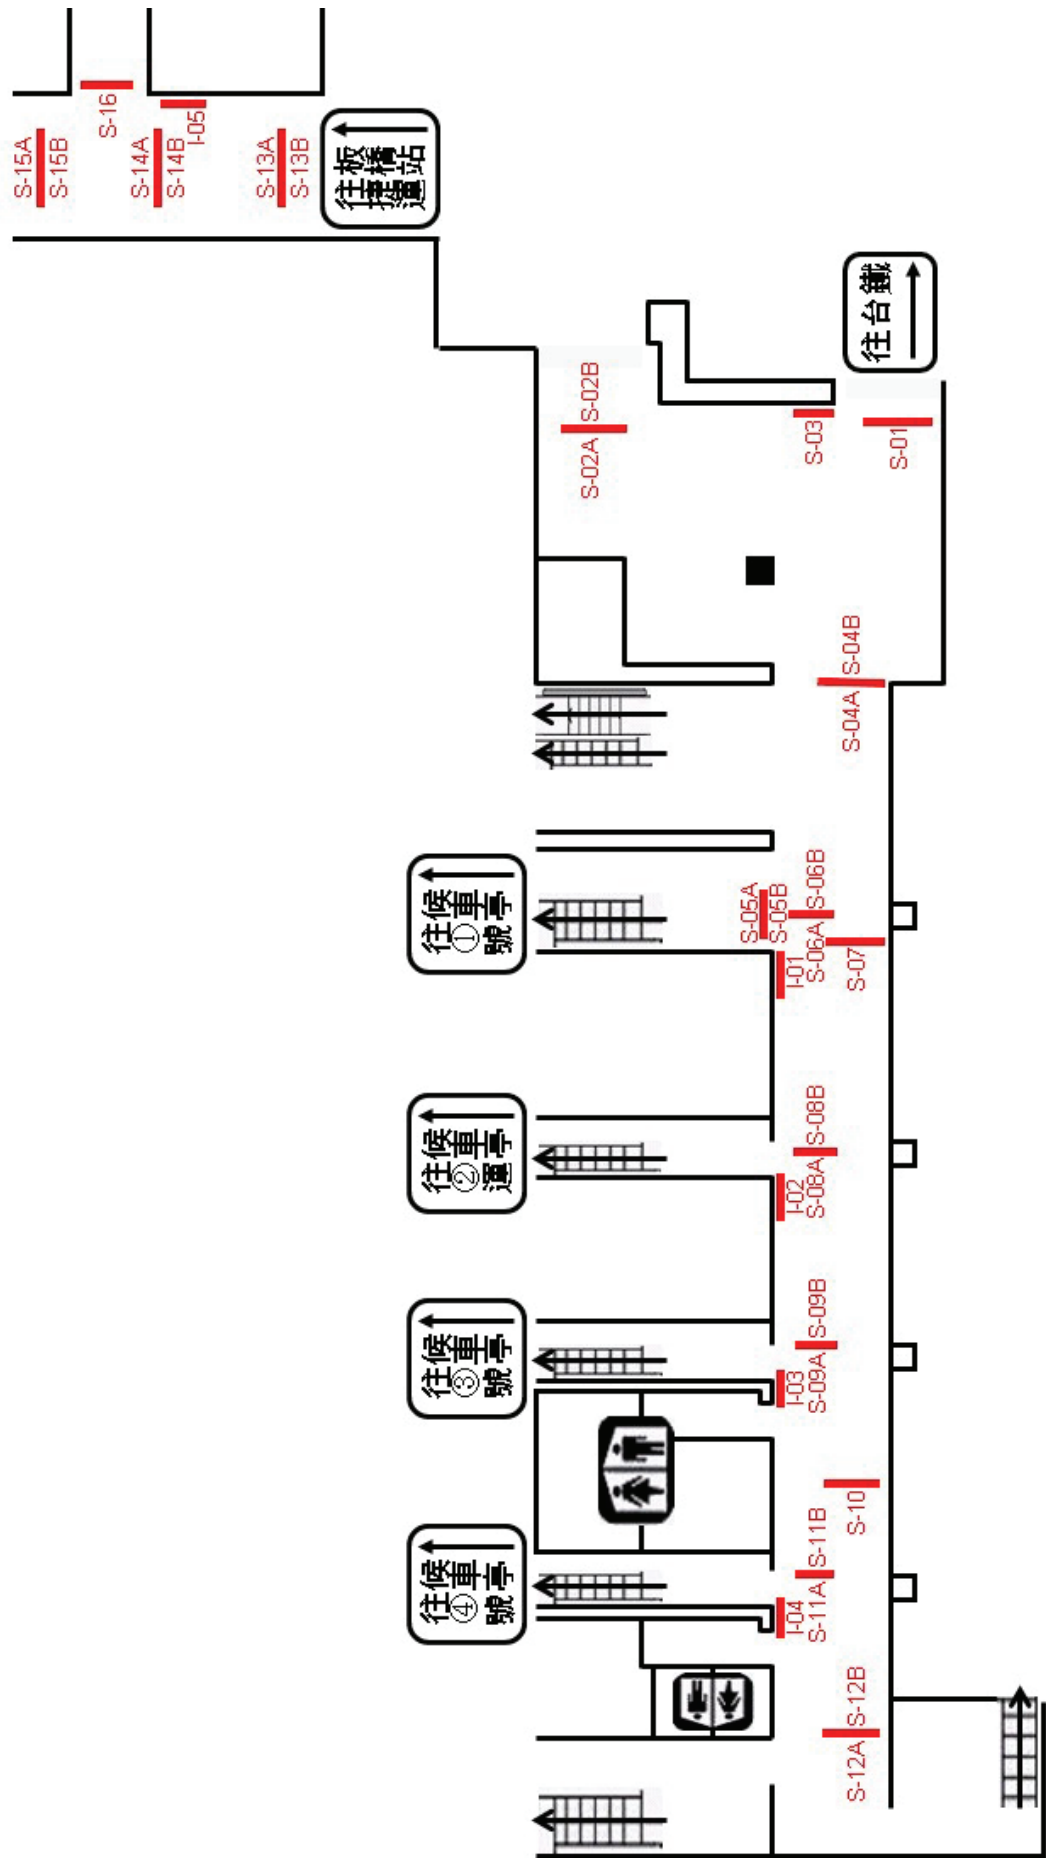 S-15A
S-15B
S-16
S-14A
S-14B
I-05
S-13A
S-13B
往板
捷橋
運站
往候
④車
號亭
往候
③車
號亭
往候
②車
運亭
往候
①車
號亭
S-02A
S-02B
S-05A
S-05B
I-04
I-03
I-02
I-01
S-11A
S-11B
S-09A
S-09B
S-08A
S-08B
S-06A
S-06B
S-03
S-12A
S-12B
S-10
S-07
S-04A
S-04B
S-01
往台鐵